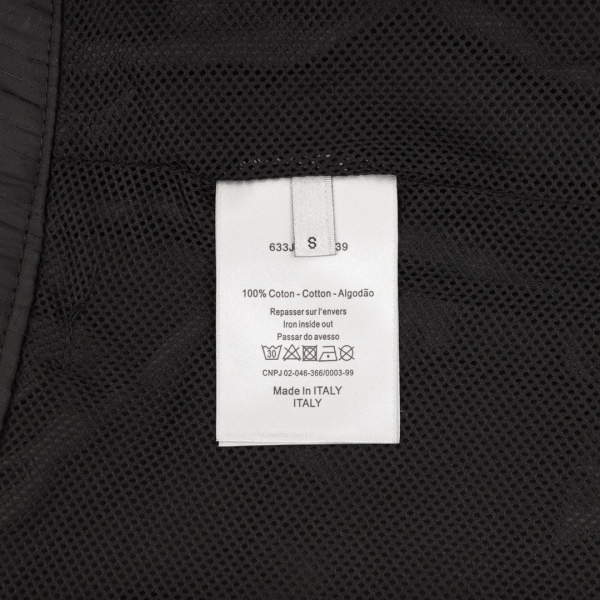 S
633J 39
100% Coton - Cotton - Algodão
Repasser sur l'envers
Iron inside out
Passar do avesso
30
CNPJ 02-046-366/0003-99
Made In ITALY
ITALY